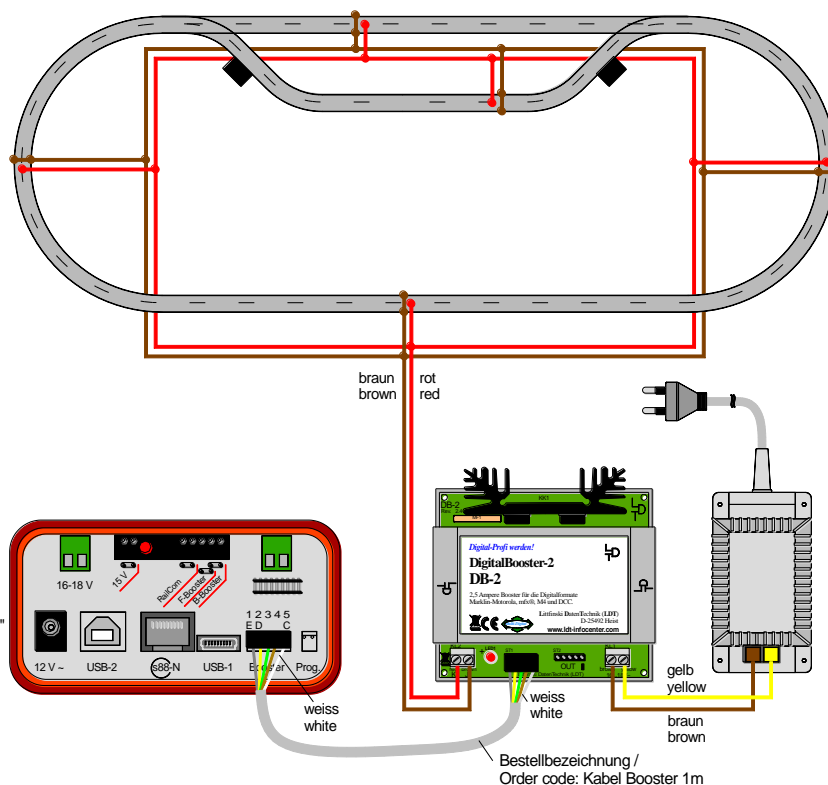 braun
brown
rot
red
DB-2
KK1
Digital-Profi werden!
DigitalBooster-2
DB-2
2,5 Ampere Booster für die Digitalformate
Märklin-Motorola, mfx®, M4 und DCC.
Littfinski DatenTechnik (LDT)
D-25492 Heist
www.ldt-infocenter.com
OUT
DatenTechnik (LDT)
16-18 V
15 V
RailCom
F-Booster
B-Booster
1 2 3 4 5
E D C
12 V ~
USB-2
s88-N
USB-1
Booster
Prog.
weiss
white
weiss
white
gelb
yellow
braun
brown
Bestellbezeichnung /
Order code: Kabel Booster 1m